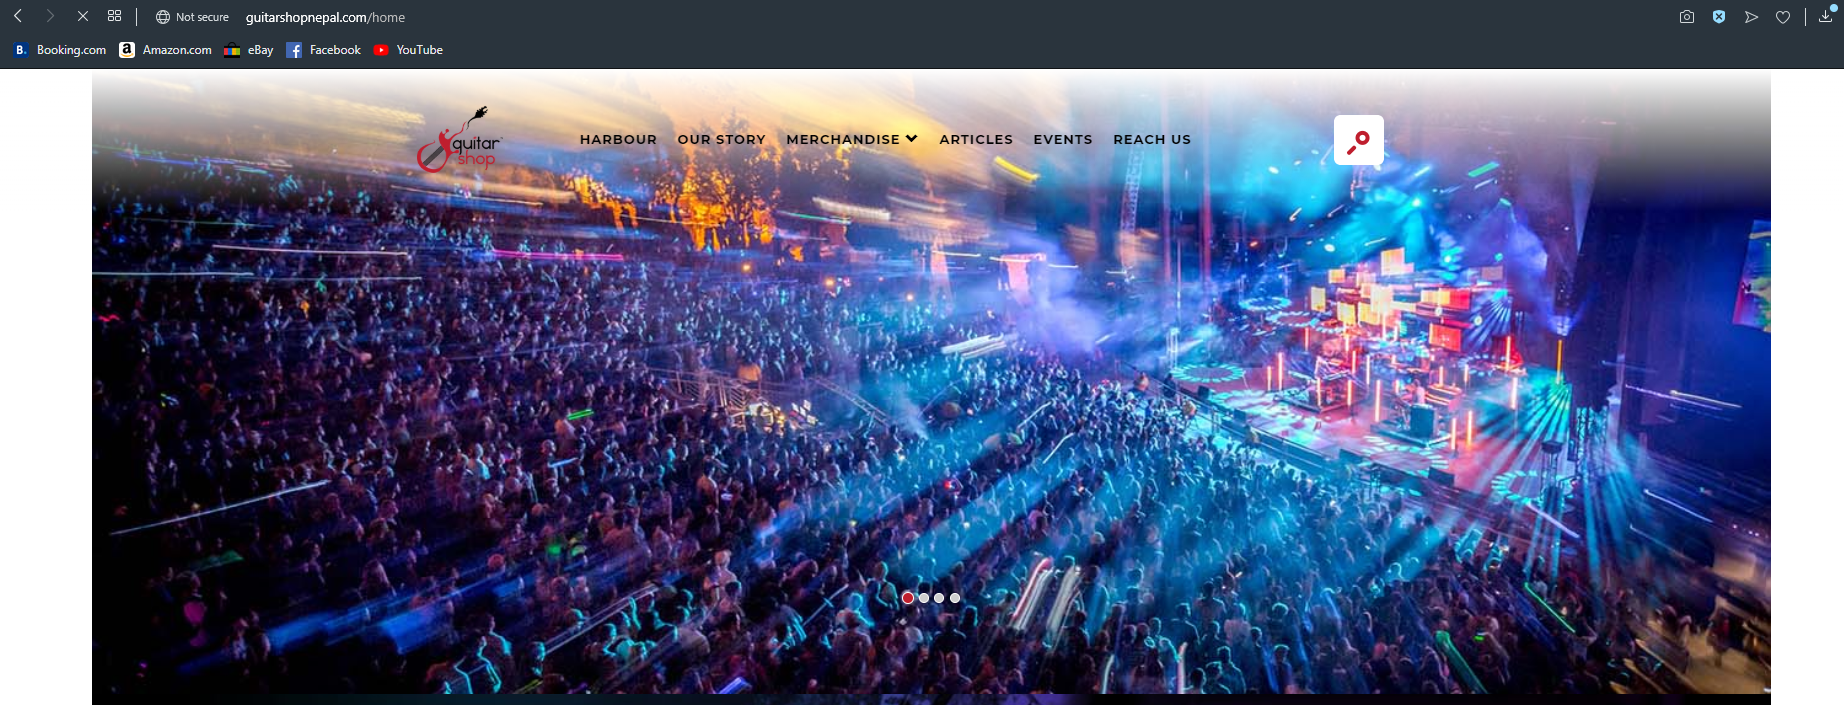 Not secure guitarshopnepal.com/home
B. Booking.com a Amazon.com eBay Facebook YouTube
guitar
shop
HARBOUR OUR STORY MERCHANDISE ARTICLES EVENTS REACH US